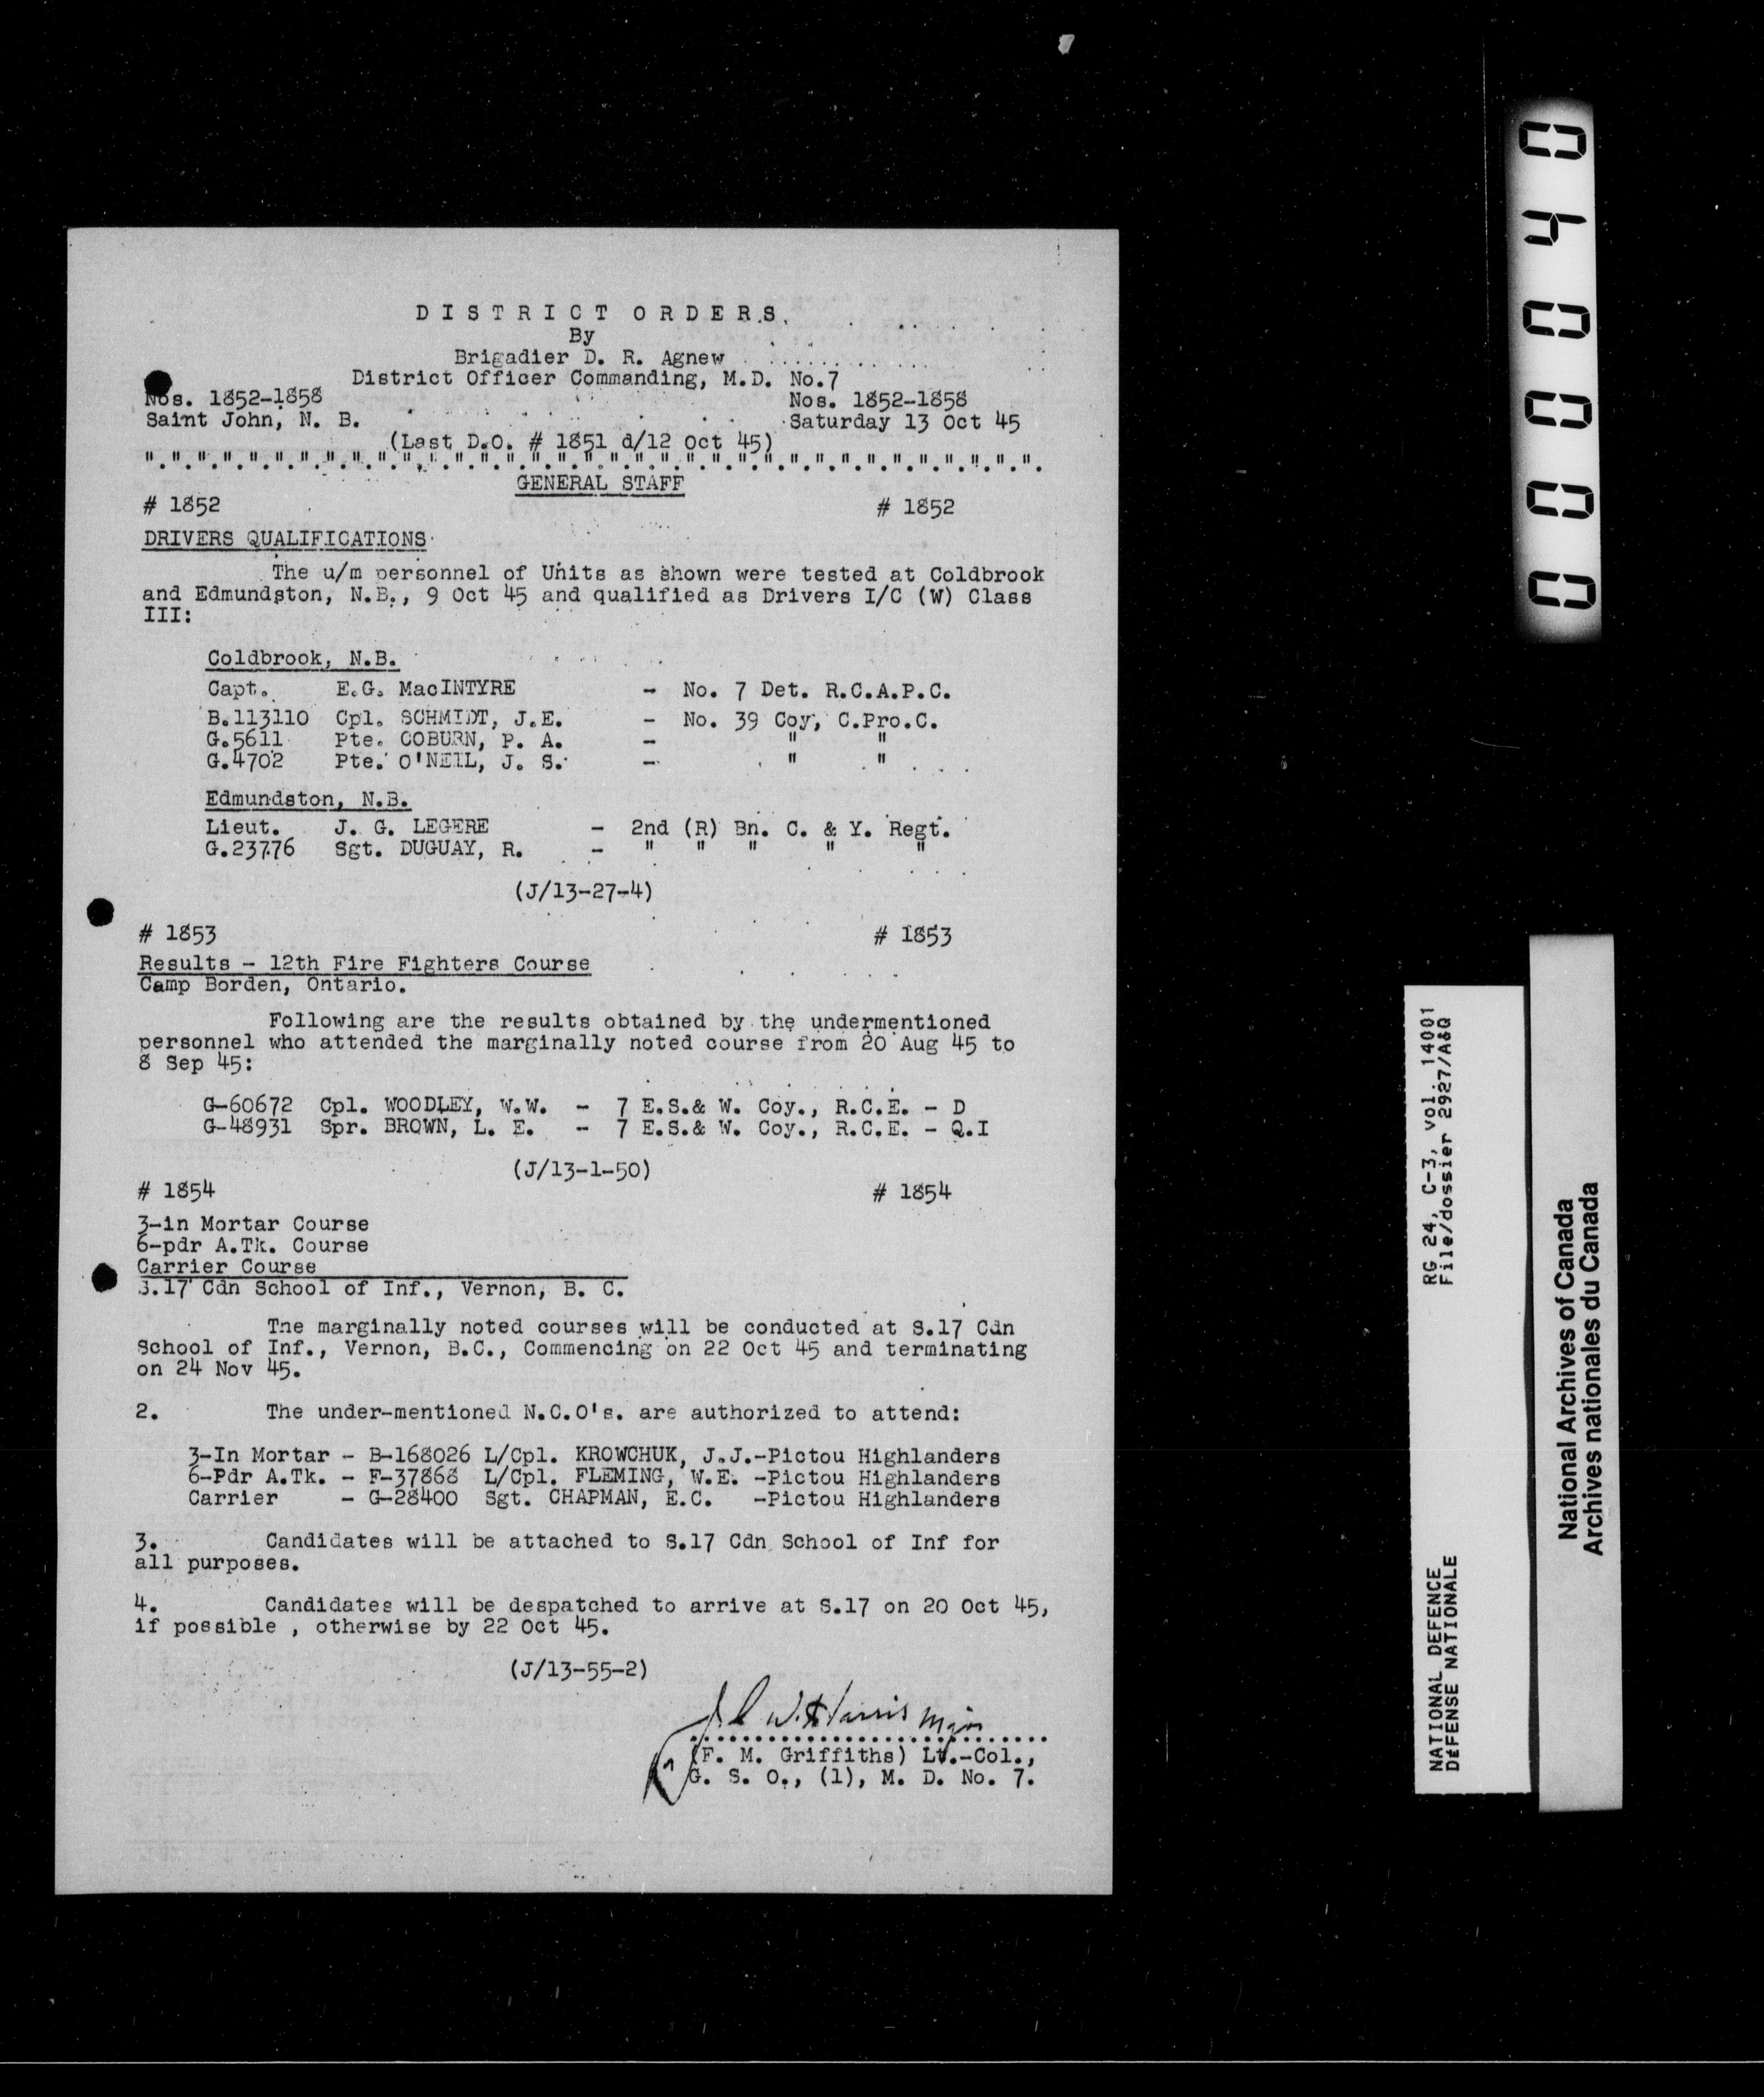 D I S T R I C T   O R D E R S.
By
Brigadier D. R. Agnew
District Officer Commanding, M.D. No.7
Nos. 1852-1858   Nos. 1852-1858
Saint John, N. B.   Saturday 13 Oct 45
(Last D.O. # 1851 d/12 Oct 45)
".".".".".".".".".".".".".".".".".".".".".".".".".".".".".".".".".".".
GENERAL STAFF
# 1852   # 1852
DRIVERS QUALIFICATIONS
The u/m personnel of Units as shown were tested at Coldbrook
and Edmundston, N.B., 9 Oct 45 and qualified as Drivers I/C (W) Class
III:
Coldbrook, N.B.
Capt.   E.G. MacINTYRE   -   No. 7 Det. R.C.A.P.C.
B.113110   Cpl. SCHMIDT, J.E.   -   No. 39 Coy, C.Pro.C.
G.5611   Pte. COBURN, P. A.   -   "   "
G.4702   Pte. O'NEIL, J. S.   -   "   "
Edmundston, N.B.
Lieut.   J. G. LEGERE   -   2nd (R) Bn. C. & Y. Regt.
G.23776   Sgt. DUGUAY, R.   -   "   "   "   "   "
(J/13-27-4)
# 1853   # 1853
Results - 12th Fire Fighters Course
Camp Borden, Ontario.
Following are the results obtained by the undermentioned
personnel who attended the marginally noted course from 20 Aug 45 to
8 Sep 45:
G-60672   Cpl. WOODLEY, W.W.   -   7 E.S.& W. Coy., R.C.E. - D
G-48931   Spr. BROWN, L. E.   -   7 E.S.& W. Coy., R.C.E. - Q.I
(J/13-1-50)
# 1854   # 1854
3-in Mortar Course
6-pdr A.Tk. Course
Carrier Course
S.17 Cdn School of Inf., Vernon, B. C.
The marginally noted courses will be conducted at S.17 Cdn
School of Inf., Vernon, B.C., Commencing on 22 Oct 45 and terminating
on 24 Nov 45.
2.   The under-mentioned N.C.O's. are authorized to attend:
3-In Mortar - B-168026 L/Cpl. KROWCHUK, J.J.-Pictou Highlanders
6-Pdr A.Tk. - F-37868 L/Cpl. FLEMING, W.E. -Pictou Highlanders
Carrier   - G-28400 Sgt. CHAPMAN, E.C.   -Pictou Highlanders
3.   Candidates will be attached to S.17 Cdn School of Inf for
all purposes.
4.   Candidates will be despatched to arrive at S.17 on 20 Oct 45,
if possible , otherwise by 22 Oct 45.
(J/13-55-2)
Harris Major
(F. M. Griffiths) Lt.-Col.,
G. S. O., (1), M. D. No. 7.
000040
RG 24, C-3, vol. 14001
File/dossier 2927/A&Q
NATIONAL DEFENCE
DÉFENSE NATIONALE
National Archives of Canada
Archives nationales du Canada